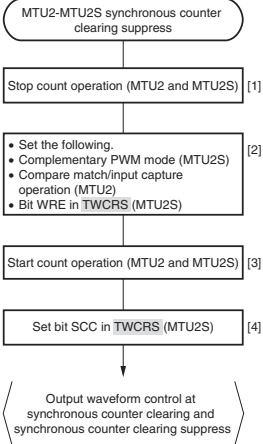 MTU2-MTU2S synchronous counter
clearing suppress
Stop count operation (MTU2 and MTU2S)
[1]
[2]
• Set the following.
• Complementary PWM mode (MTU2S)
• Compare match/input capture
operation (MTU2)
• Bit WRE in TWCRS (MTU2S)
Start count operation (MTU2 and MTU2S)
[3]
Set bit SCC in TWCRS (MTU2S)
[4]
Output waveform control at
synchronous counter clearing and
synchronous counter clearing suppress